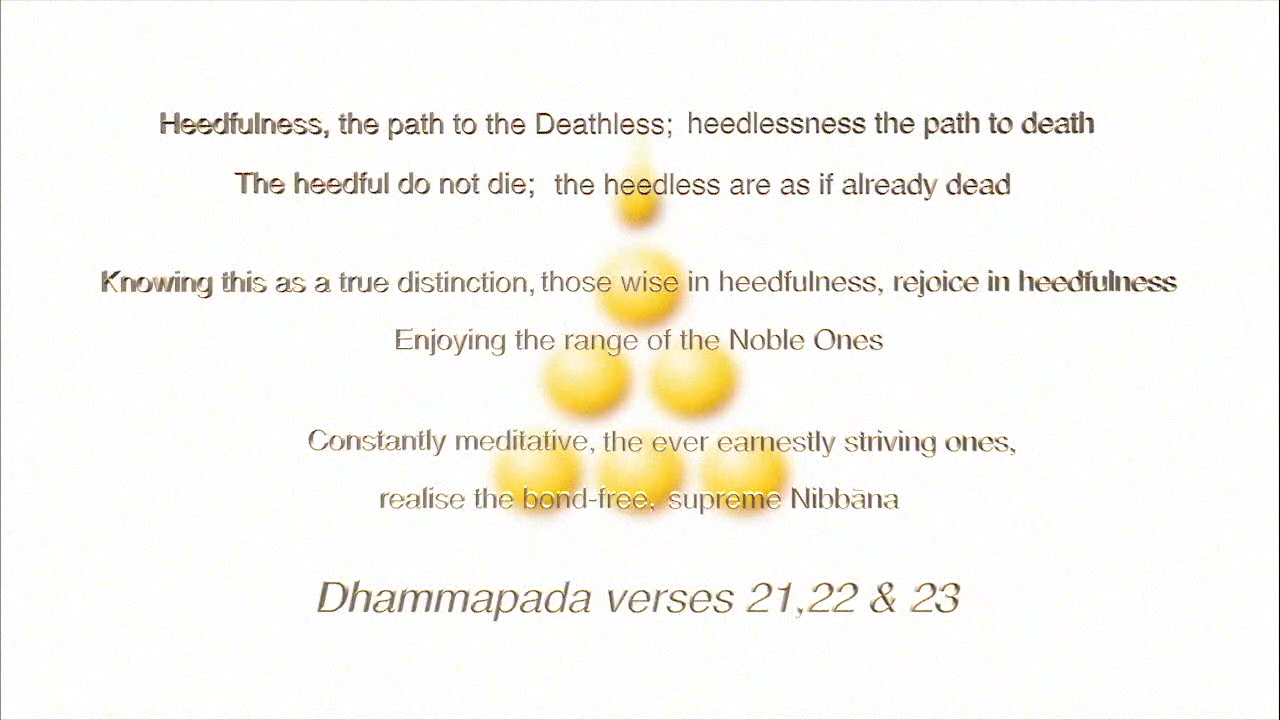 Heedfulness, the path to the Deathless; heedlessness the path to death
The heedful do not die; the heedless are as if already dead
Knowing this as a true distinction, those wise in heedfulness, rejoice in heedfulness
Enjoying the range of the Noble Ones
Constantly meditative, the ever earnestly striving ones,
realise the bond-free, supreme Nibbāna
Dhammapada verses 21,22 & 23